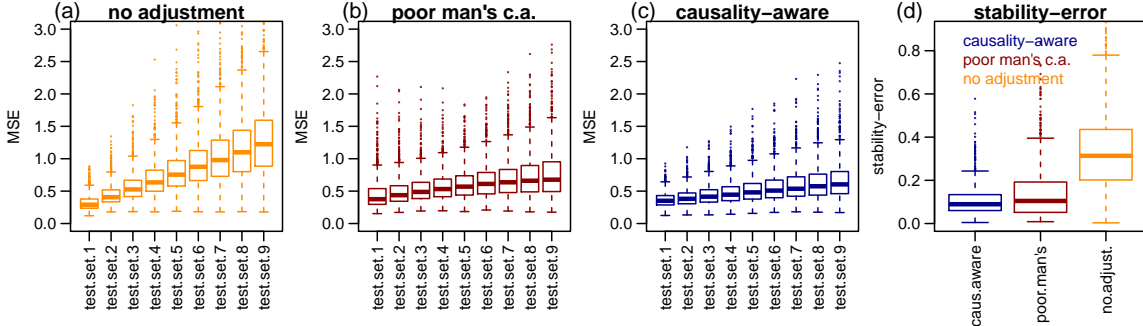 (a) no adjustment
MSE
3.0
2.5
2.0
1.5
1.0
0.5
0.0
test.set.1
test.set.2
test.set.3
test.set.4
test.set.5
test.set.6
test.set.7
test.set.8
test.set.9
(b) poor man's c.a.
MSE
3.0
2.5
2.0
1.5
1.0
0.5
0.0
test.set.1
test.set.2
test.set.3
test.set.4
test.set.5
test.set.6
test.set.7
test.set.8
test.set.9
(c) causality−aware
MSE
3.0
2.5
2.0
1.5
1.0
0.5
0.0
test.set.1
test.set.2
test.set.3
test.set.4
test.set.5
test.set.6
test.set.7
test.set.8
test.set.9
(d) stability−error
stability−error
0.8
0.6
0.4
0.2
0.0
causality−aware
poor man's c.a.
no adjustment
caus.aware
poor.man's
no.adjust.